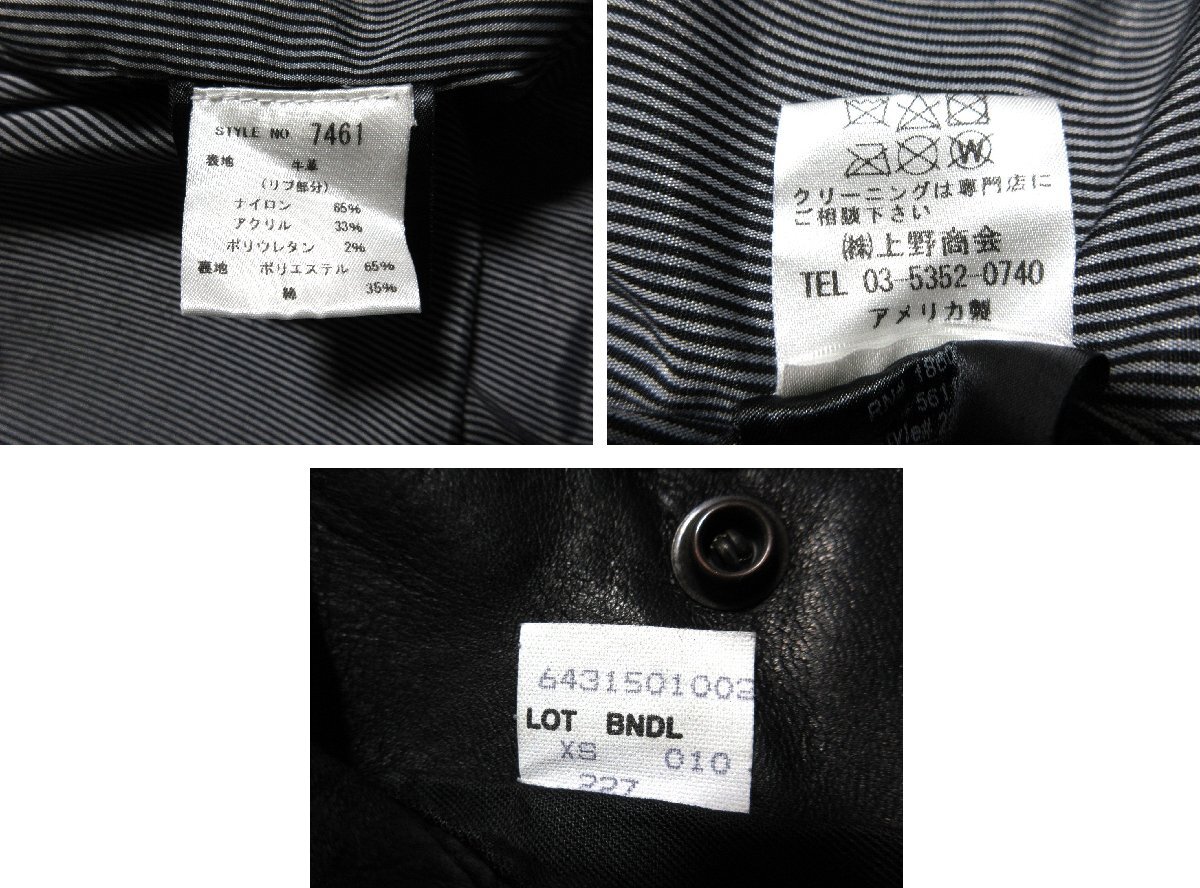 STYLE NO 7461
表地 牛革
(リブ部分)
ナイロン 65%
アクリル 33%
ポリウレタン 2%
裏地 ポリエステル 65%
綿 35%
W
クリーニングは専門店に
ご相談下さい
㈱上野商会
TEL 03-5352-0740
アメリカ製
6431501003
LOT BNDL
XS 010
227